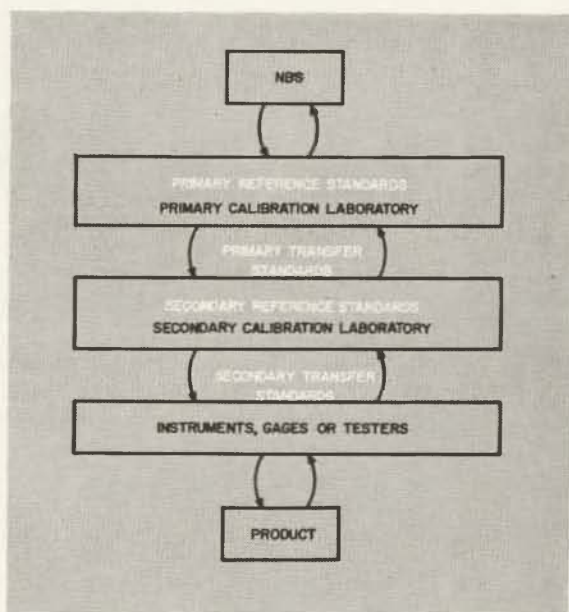 NBS
PRIMARY REFERENCE STANDARDS
PRIMARY CALIBRATION LABORATORY
PRIMARY TRANSFER
STANDARDS
SECONDARY REFERENCE STANDARDS
SECONDARY CALIBRATION LABORATORY
SECONDARY TRANSFER
STANDARDS
INSTRUMENTS, GAGES OR TESTERS
PRODUCT